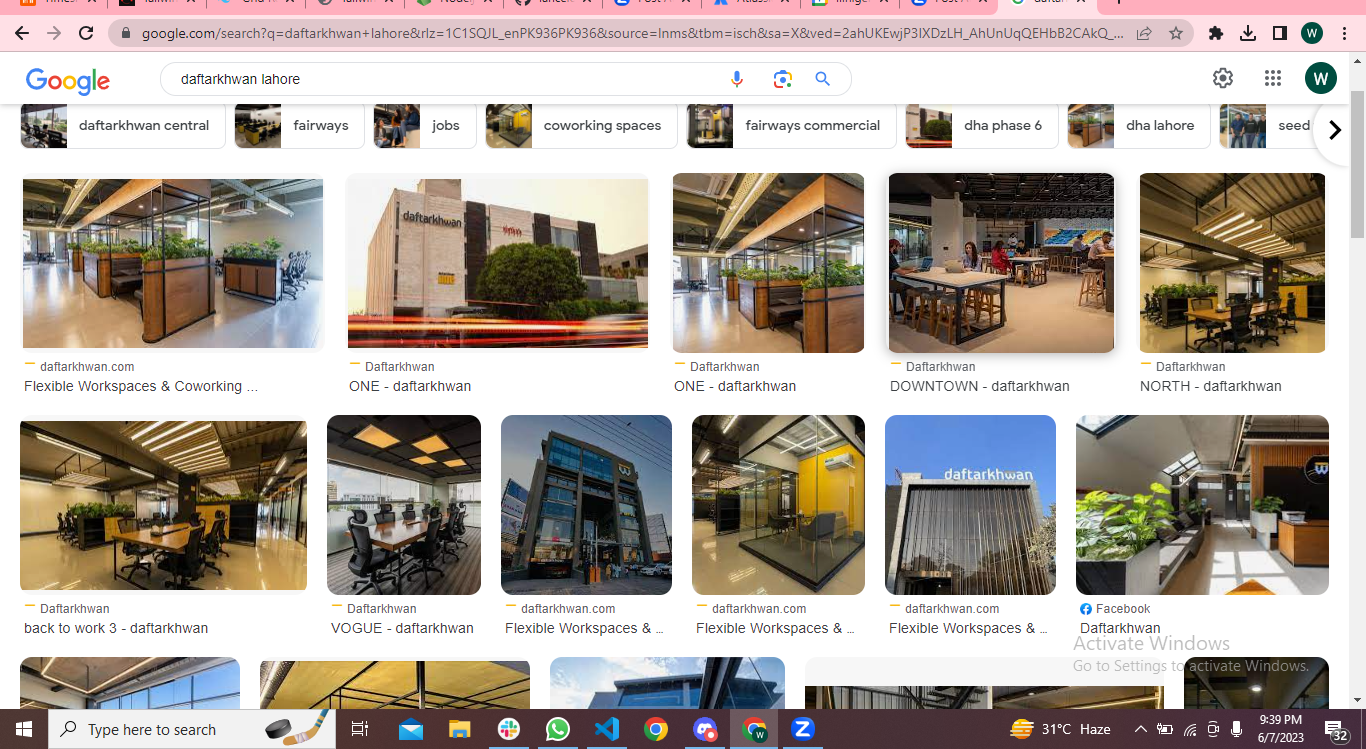 google.com/search?q=daftarkhwan+lahore&rlz=1C1SQJL_enPK936PK936&source=lnms&tbm=isch&sa=X&ved=2ahUKEwjP3IXDzLH_AhUnUqQEHbB2CAkQ_...
W
Google
daftarkhwan lahore
W
daftarkhwan central
fairways
jobs
coworking spaces
fairways commercial
dha phase 6
dha lahore
seed
daftarkhwan
daftarkhwan.com
Flexible Workspaces & Coworking ...
Daftarkhwan
ONE - daftarkhwan
Daftarkhwan
ONE - daftarkhwan
Daftarkhwan
DOWNTOWN - daftarkhwan
Daftarkhwan
NORTH - daftarkhwan
daftarkhwan
Daftarkhwan
back to work 3 - daftarkhwan
Daftarkhwan
VOGUE - daftarkhwan
daftarkhwan.com
Flexible Workspaces & ...
daftarkhwan.com
Flexible Workspaces & ...
daftarkhwan.com
Flexible Workspaces & ...
Facebook
Daftarkhwan
Activate Windows
Go to Settings to activate Windows.
Type here to search
W
31°C Haze
9:39 PM
6/7/2023
32